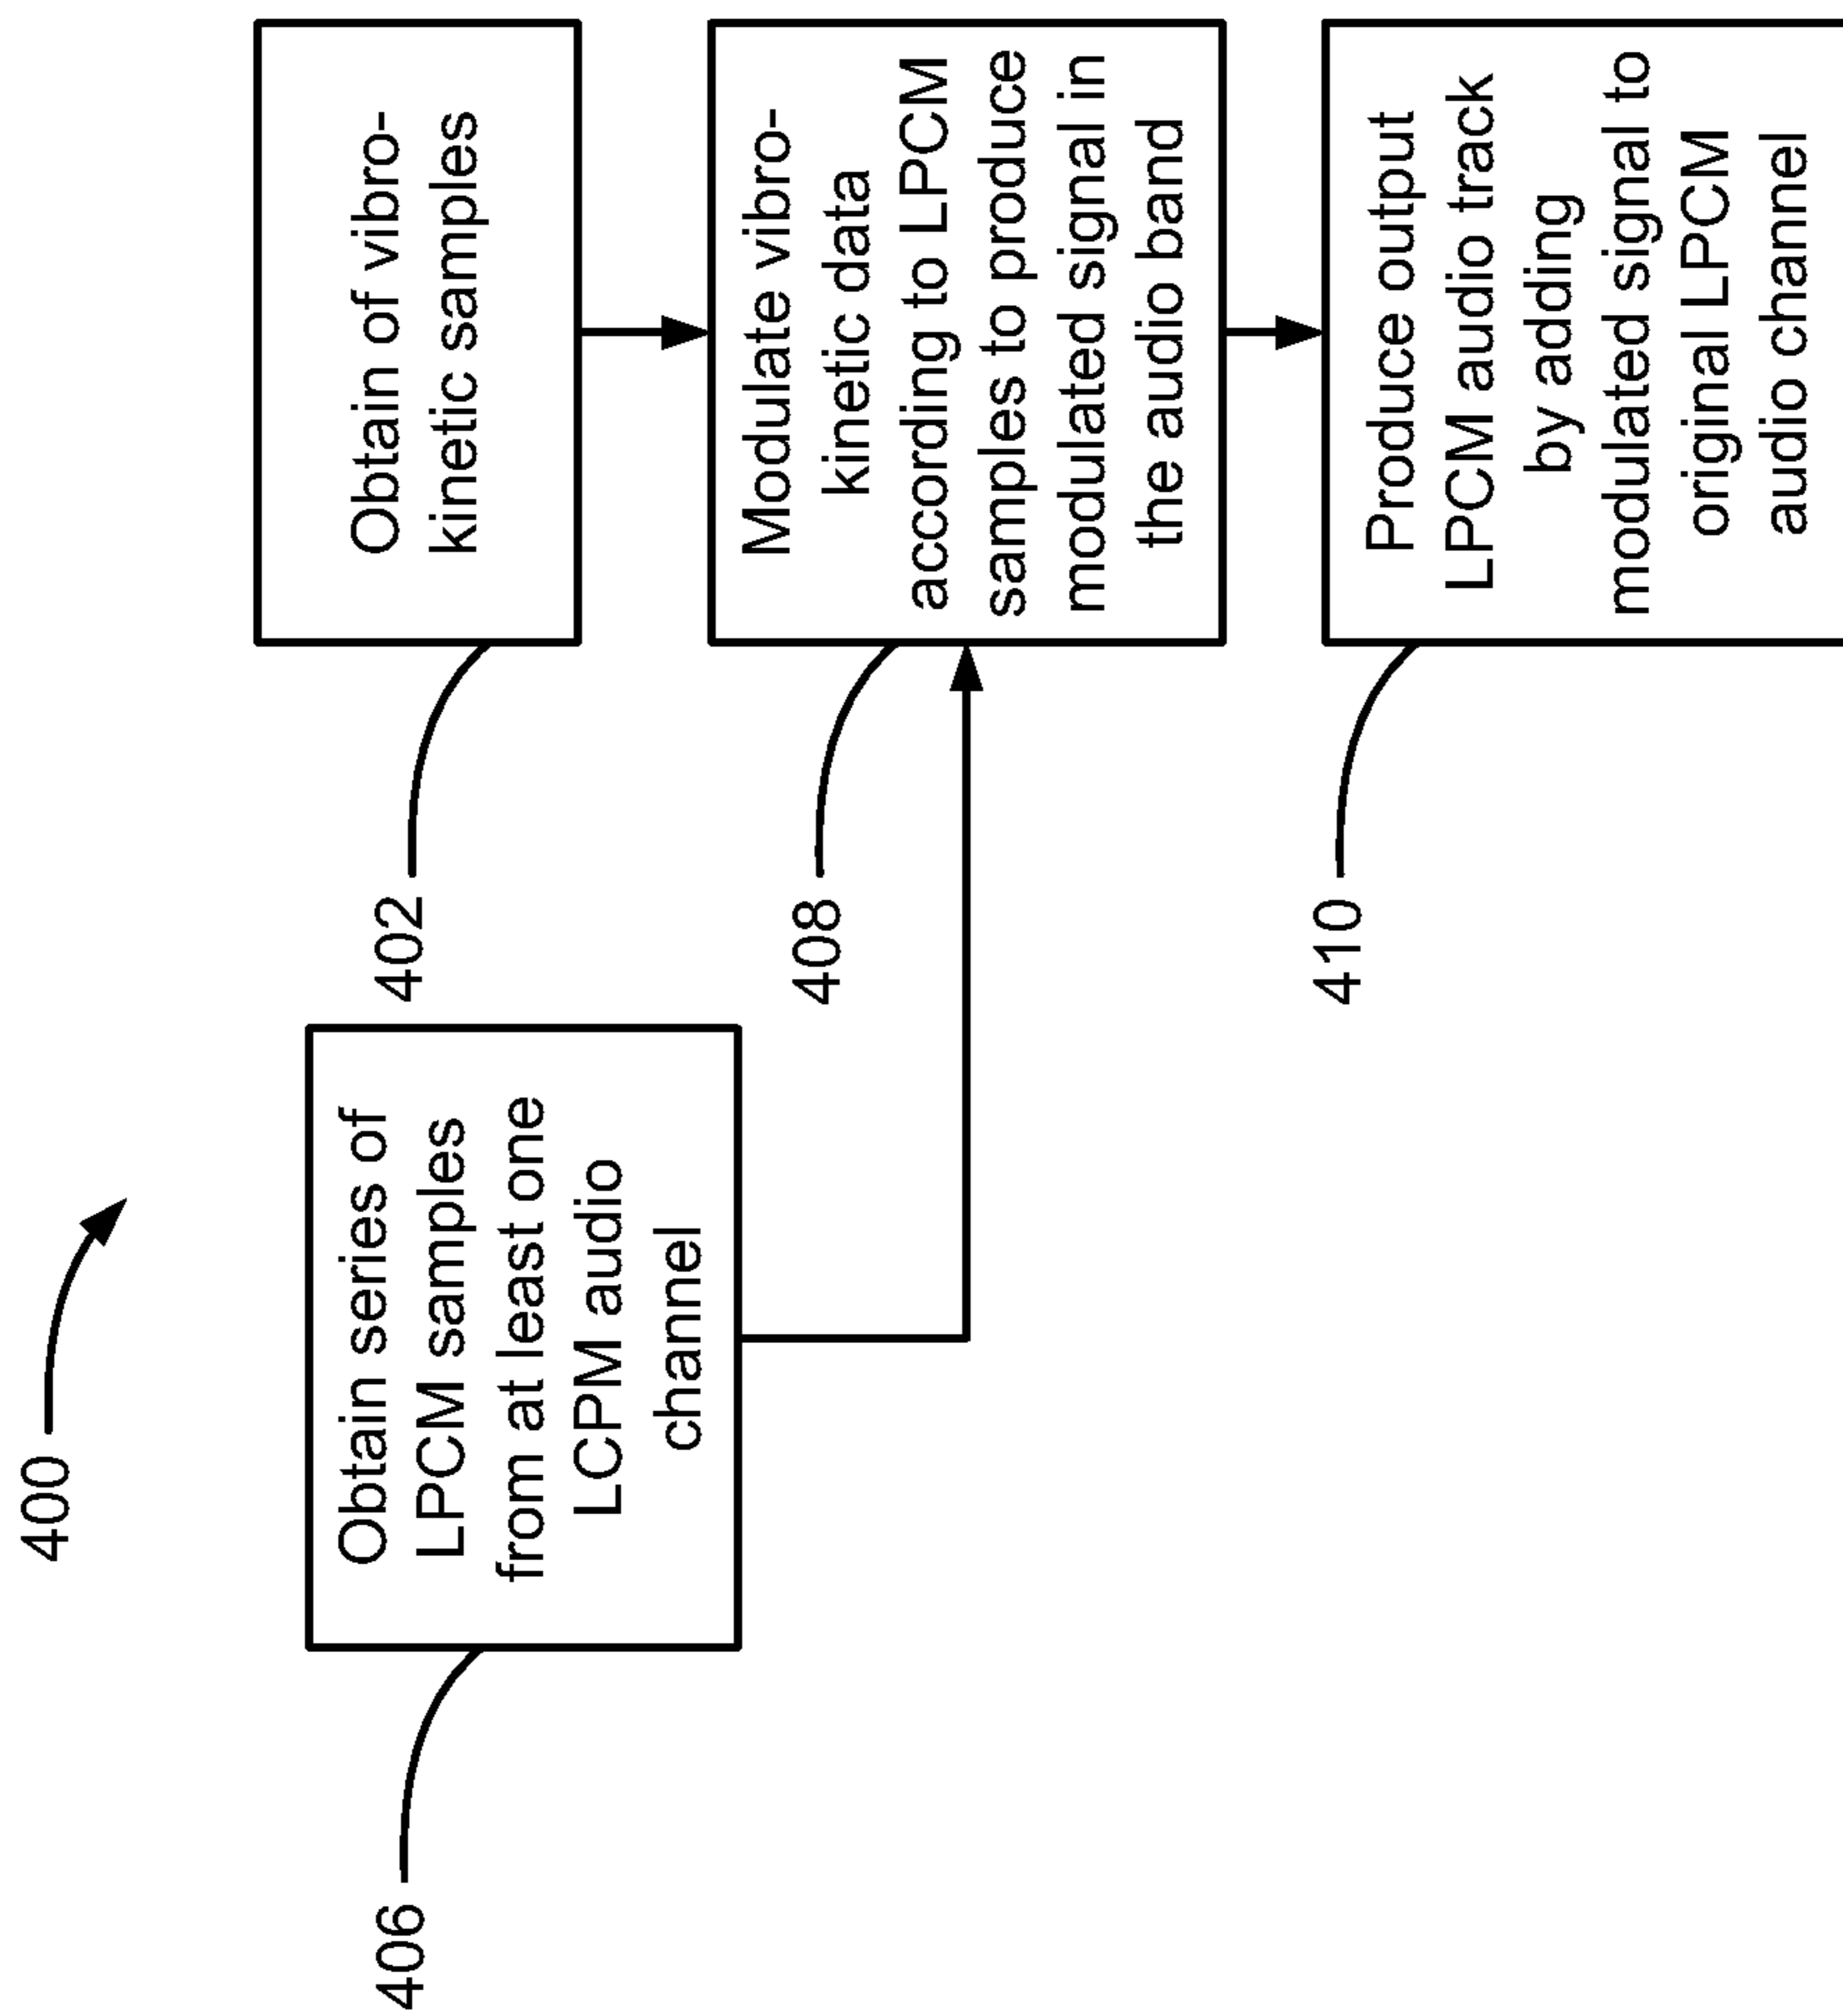 400
406
Obtain series of
LPCM samples
from at least one
LCPM audio
channel
402
Obtain of vibro-
kinetic samples
408
Modulate vibro-
kinetic data
according to LPCM
samples to produce
modulated signal in
the audio band
410
Produce output
LPCM audio track
by adding
modulated signal to
original LPCM
audio channel